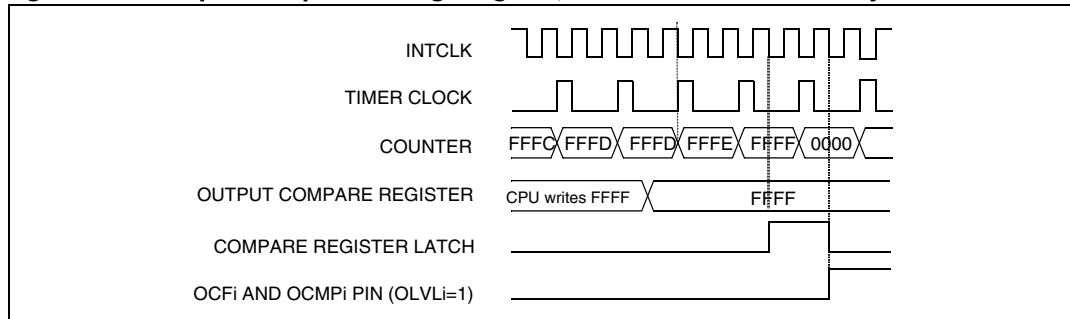 INTCLK
TIMER CLOCK
COUNTER FFFC FFFD FFFD FFFE FFFF 0000
OUTPUT COMPARE REGISTER CPU writes FFFF FFFF
COMPARE REGISTER LATCH
OCFi AND OCMPi PIN (OLVLi=1)